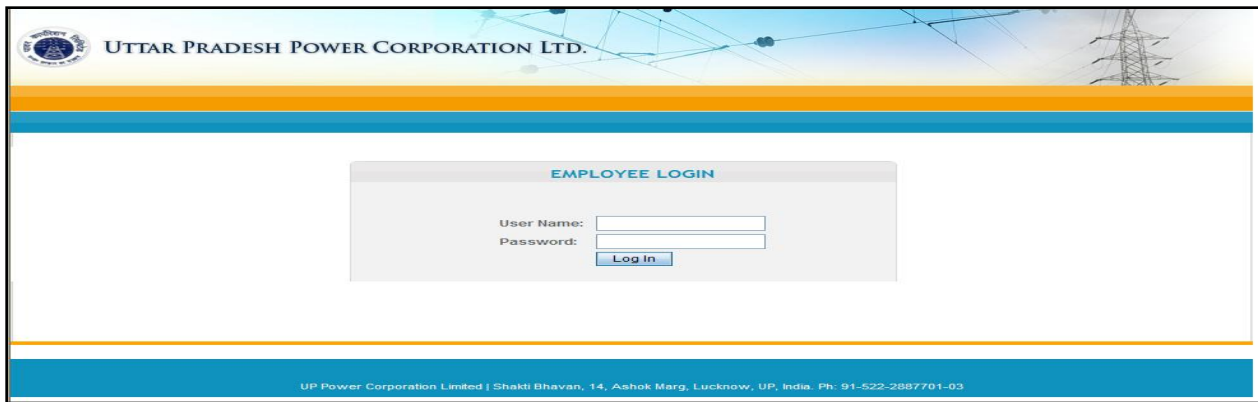 UTTAR PRADESH POWER CORPORATION LTD.
EMPLOYEE LOGIN
User Name:
Password:
Log In
UP Power Corporation Limited | Shakti Bhavan, 14, Ashok Marg, Lucknow, UP, India. Ph: 91-522-2887701-03